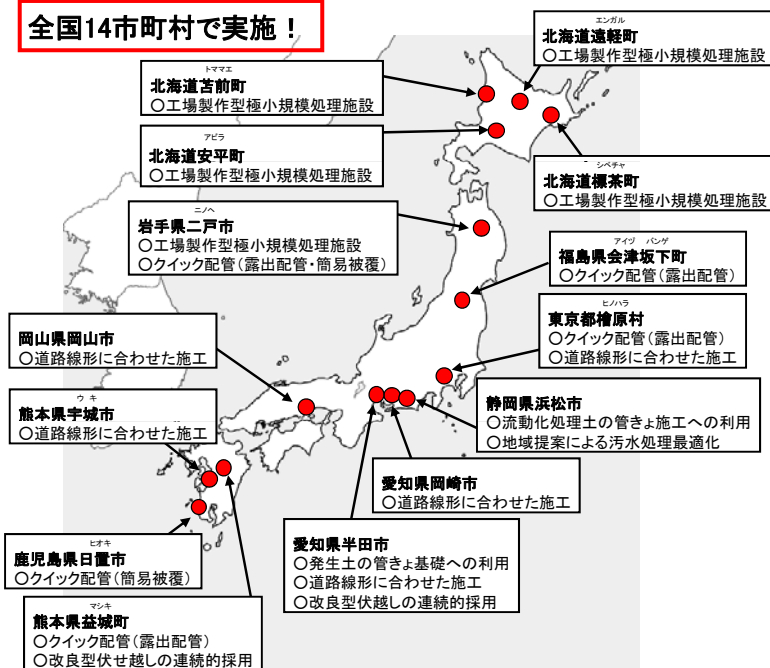 全国14市町村で実施！
エンガル
北海道遠軽町
○工場製作型極小規模処理施設
トママエ
北海道苫前町
○工場製作型極小規模処理施設
アビラ
北海道安平町
○工場製作型極小規模処理施設
シベチャ
北海道標茶町
○工場製作型極小規模処理施設
ニノヘ
岩手県二戸市
○工場製作型極小規模処理施設
○クイック配管(露出配管・簡易被覆)
アイヅ バンゲ
福島県会津坂下町
○クイック配管(露出配管)
ヒノハラ
東京都檜原村
○クイック配管(露出配管)
○道路線形に合わせた施工
岡山県岡山市
○道路線形に合わせた施工
ウキ
熊本県宇城市
○道路線形に合わせた施工
静岡県浜松市
○流動化処理土の管きょ施工への利用
○地域提案による汚水処理最適化
愛知県岡崎市
○道路線形に合わせた施工
愛知県半田市
○発生土の管きょ基礎への利用
○道路線形に合わせた施工
○改良型伏越しの連続的採用
ヒオキ
鹿児島県日置市
○クイック配管(簡易被覆)
マシキ
熊本県益城町
○クイック配管(露出配管)
○改良型伏せ越しの連続的採用